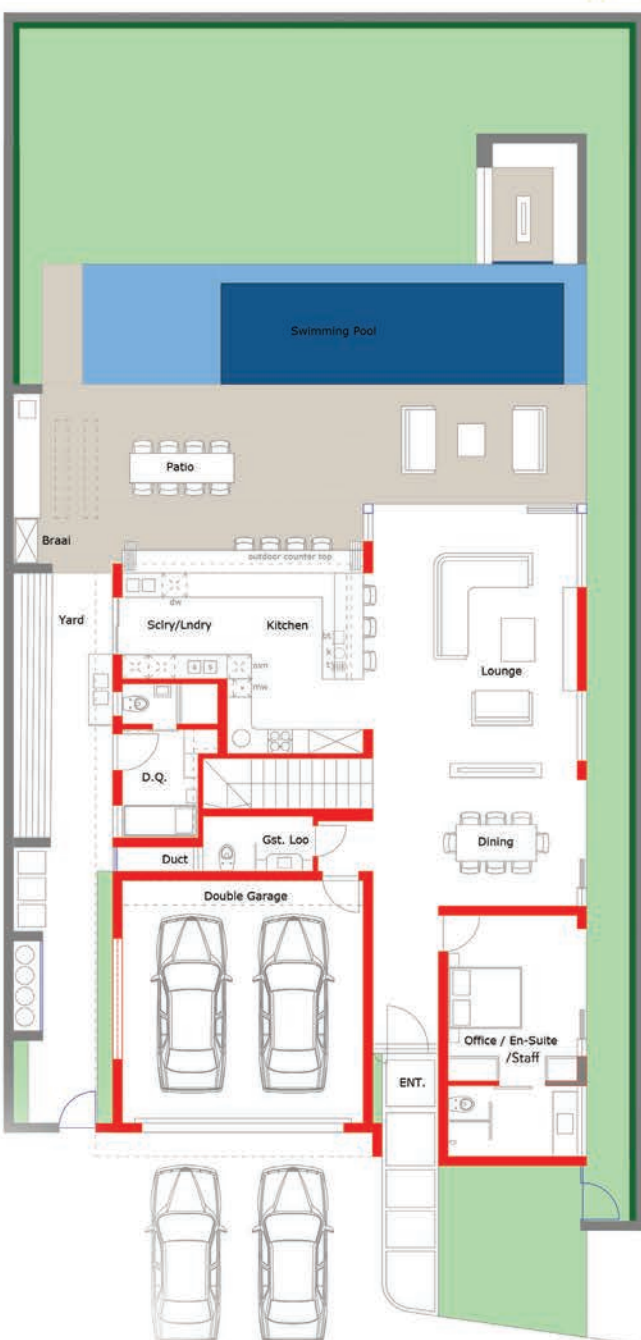 Swimming Pool
Patio
Braai
outdoor counter top
dw
Yard
Sclry/Lndry
Kitchen
k
mw
Lounge
D.Q.
Gst. Loo
Dining
Duct
Double Garage
Office / En-Suite
/Staff
ENT.